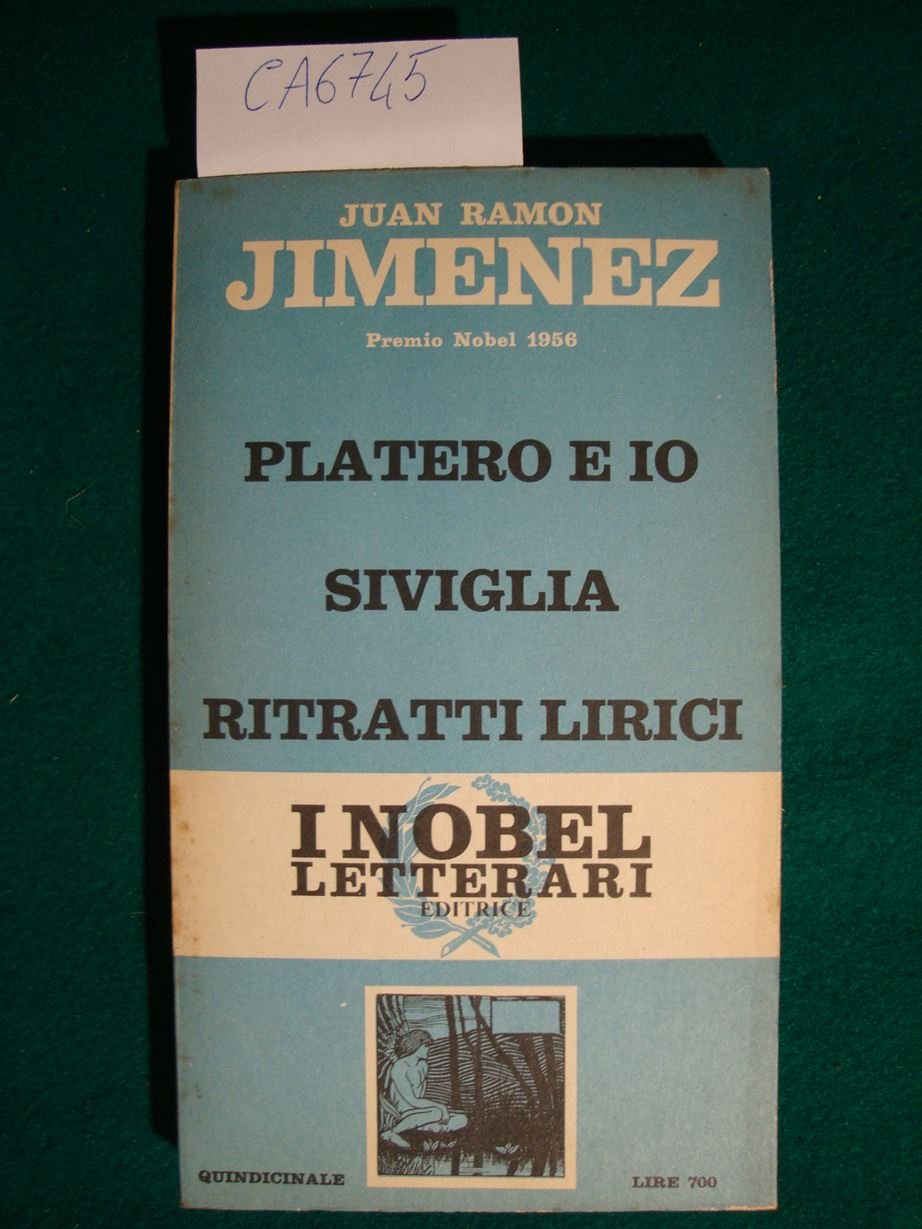 CA6745
JUAN RAMON
JIMENEZ
Premio Nobel 1956
PLATERO E IO
SIVIGLIA
RITRATTI LIRICI
I NOBEL
LETTERARI
EDITRICE
QUINDICINALE
LIRE 700